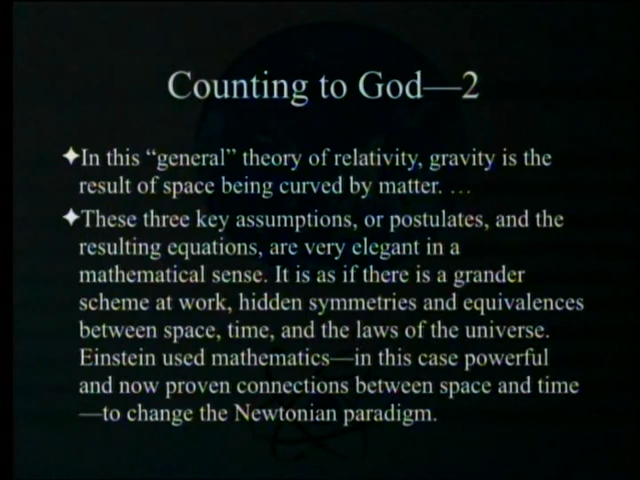 Counting to God—2
✦In this “general” theory of relativity, gravity is the
result of space being curved by matter. …
✦These three key assumptions, or postulates, and the
resulting equations, are very elegant in a
mathematical sense. It is as if there is a grander
scheme at work, hidden symmetries and equivalences
between space, time, and the laws of the universe.
Einstein used mathematics—in this case powerful
and now proven connections between space and time
—to change the Newtonian paradigm.